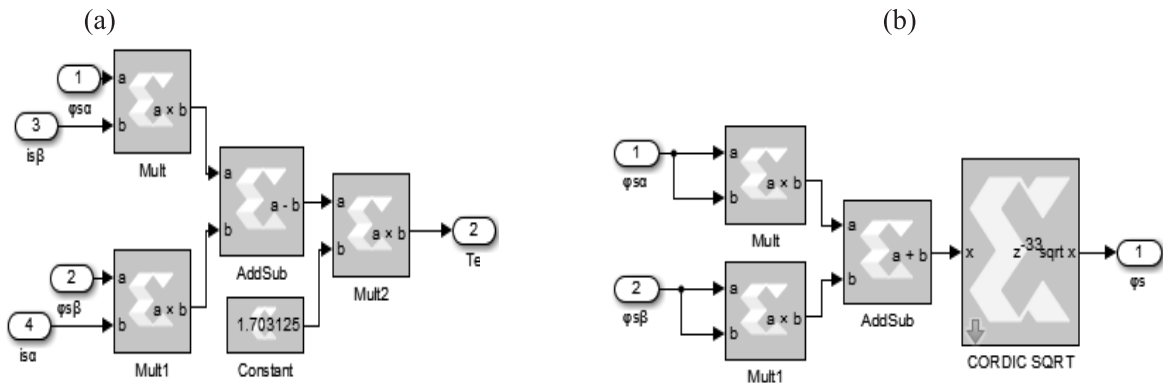 (a)
1
φsα
3
isβ
a
b
a × b
Mult
2
φsβ
4
isα
a
b
a × b
Mult1
a
b
a - b
AddSub
1.703125
Constant
a
b
a × b
Mult2
2
Te
(b)
1
φsα
a
b
a × b
Mult
2
φsβ
a
b
a × b
Mult1
a
b
a + b
AddSub
x
z-33 sqrt x
CORDIC SQRT
1
φs